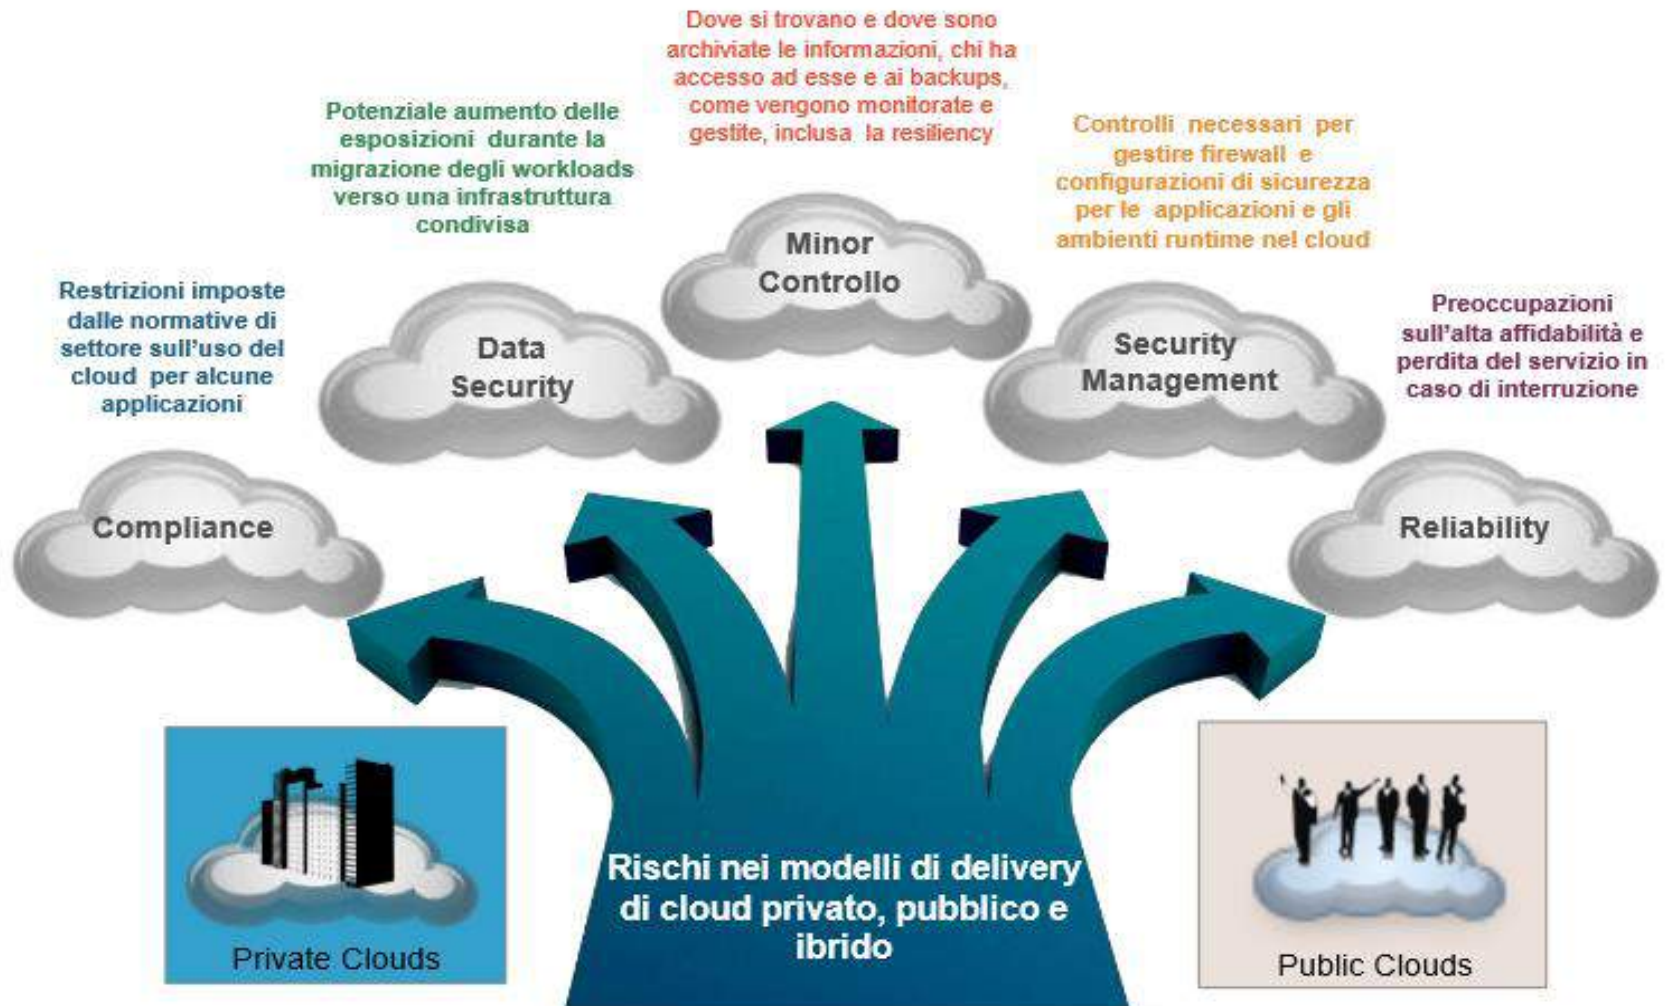 Dove si trovano e dove sono
archiviate le informazioni, chi ha
accesso ad esse e ai backups,
come vengono monitorate e
gestite, inclusa la resiliency
Potenziale aumento delle
esposizioni durante la
migrazione degli workloads
verso una infrastruttura
condivisa
Controlli necessari per
gestire firewall e
configurazioni di sicurezza
per le applicazioni e gli
ambienti runtime nel cloud
Restrizioni imposte
dalle normative di
settore sull'uso del
cloud per alcune
applicazioni
Preoccupazioni
sull'alta affidabilità e
perdita del servizio in
caso di interruzione
Compliance
Data
Security
Minor
Controllo
Security
Management
Reliability
Rischi nei modelli di delivery
di cloud privato, pubblico e
ibrido
Private Clouds
Public Clouds